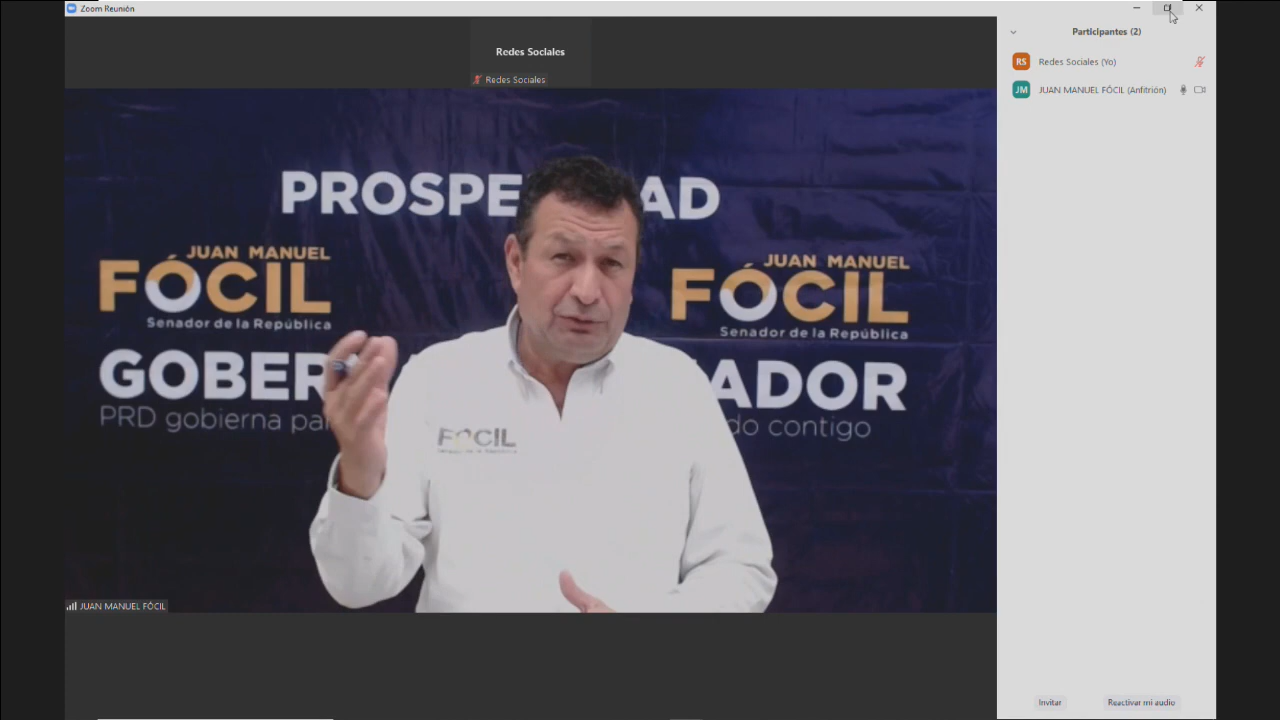 Zoom Reunión
Redes Sociales
Redes Sociales
Participantes (2)
RS Redes Sociales (Yo)
JM JUAN MANUEL FÓCIL (Anfitrión)
PROSPE AD
JUAN MANUEL
FÓCIL
Senador de la República
JUAN MANUEL
FÓCIL
Senador de la República
GOBER ADOR
PRD gobierna do contigo
FÓCIL
JUAN MANUEL FÓCIL
Invitar
Reactivar mi audio